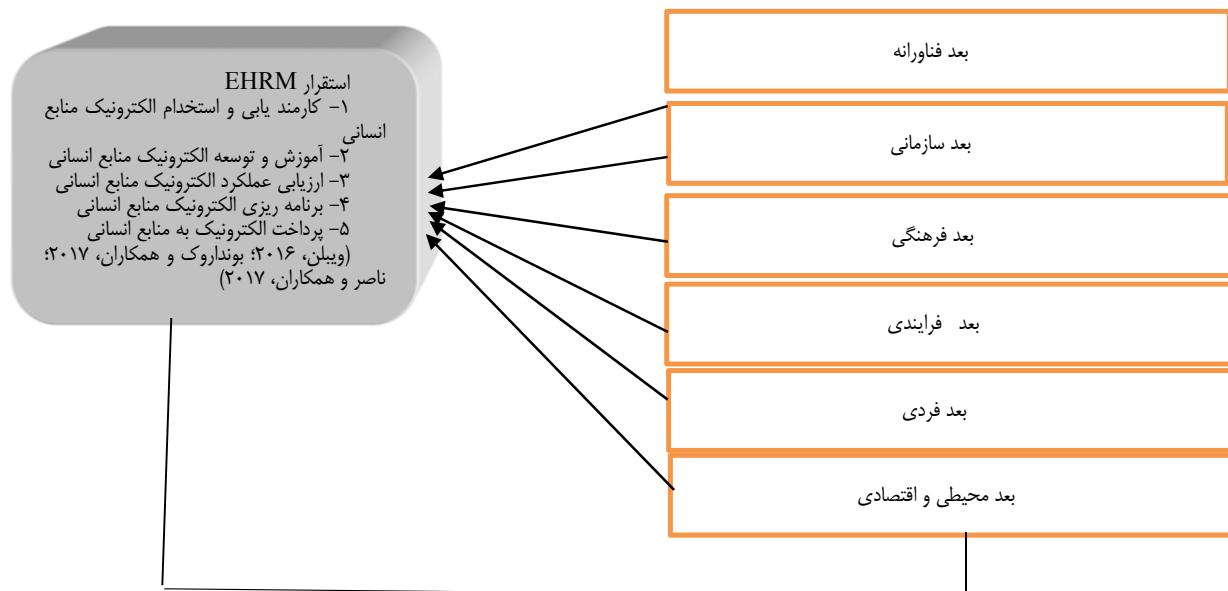 استقرار EHRM
۱- کارمند یابی و استخدام الکترونیک منابع
انسانی
۲- آموزش و توسعه الکترونیک منابع انسانی
۳- ارزیابی عملکرد الکترونیک منابع انسانی
۴- برنامه ریزی الکترونیک منابع انسانی
۵- پرداخت الکترونیک به منابع انسانی
(ویبلن، ۲۰۱۶؛ بونداروک و همکاران، ۲۰۱۷؛
ناصر و همکاران، ۲۰۱۷)
بعد فناورانه
بعد سازمانی
بعد فرهنگی
بعد فرایندی
بعد فردی
بعد محیطی و اقتصادی